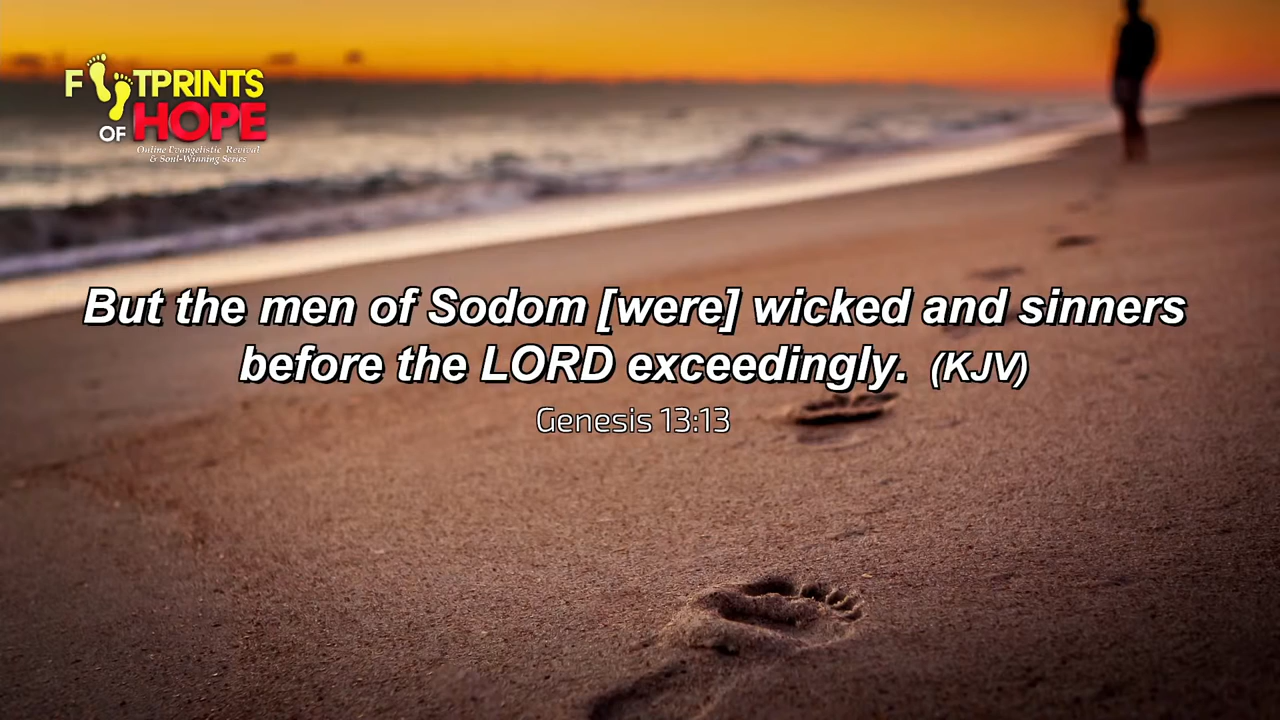 FOOTPRINTS
OF HOPE
Online Evangelistic Revival
& Soul-Winning Series
But the men of Sodom [were] wicked and sinners
before the LORD exceedingly. (KJV)
Genesis 13:13